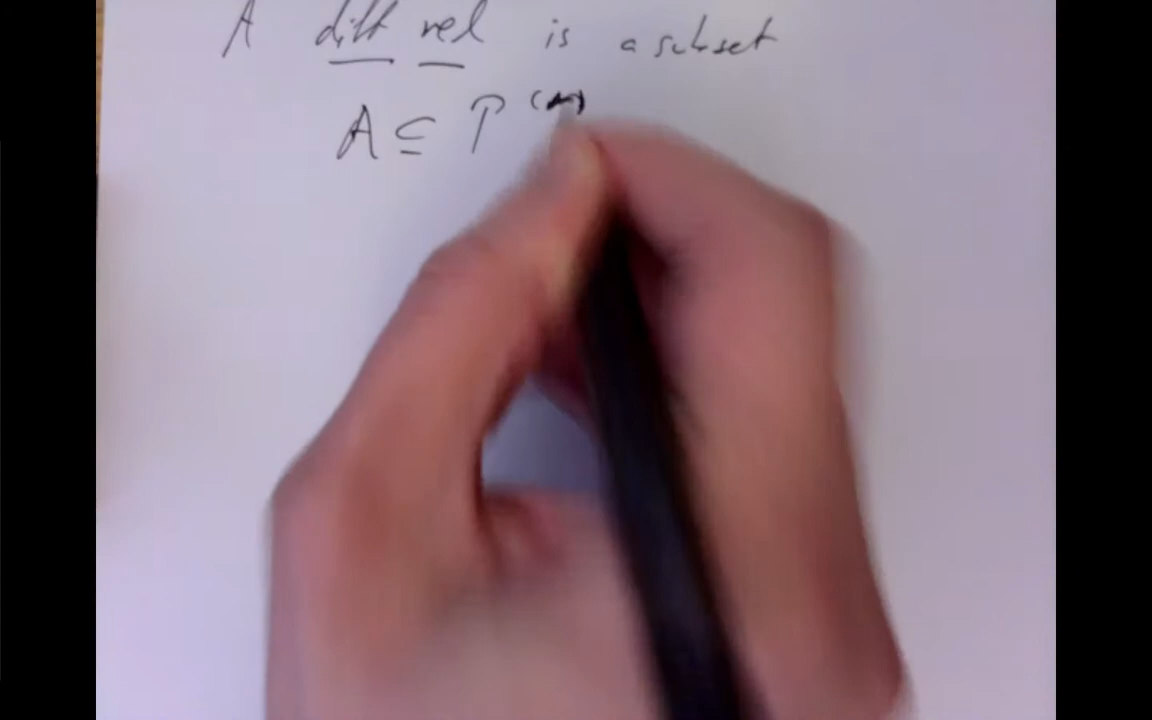 A diff rel is a subset
A ⊆ P